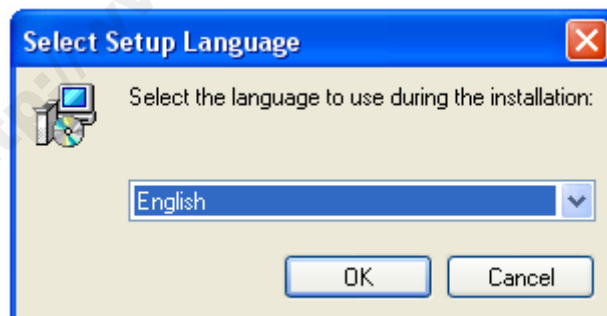 Select Setup Language
Select the language to use during the installation:
English
OK
Cancel